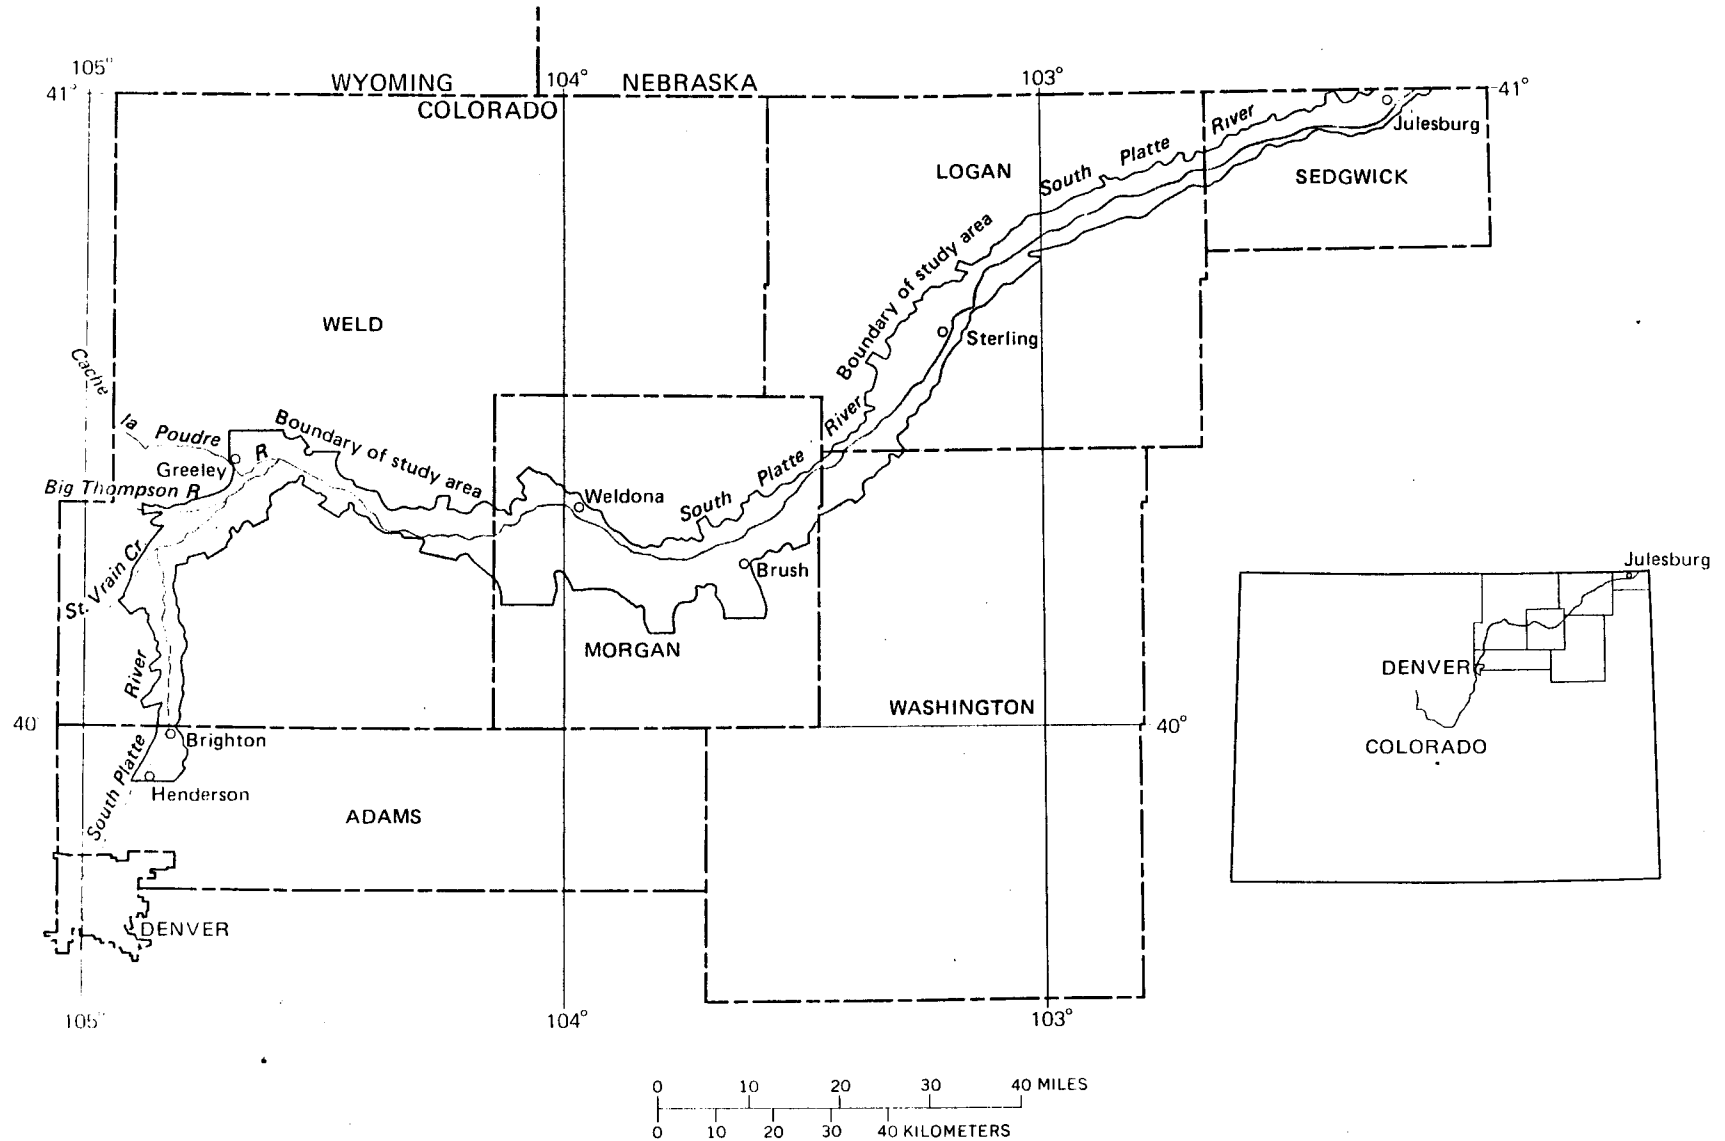 105°
WYOMING
104°
NEBRASKA
103°
41°
41°
COLORADO
River
Platte
South
Julesburg
LOGAN
SEDGWICK
Boundary of study area
WELD
Sterling
Cache
la
Poudre
Boundary of study area
R
River
Greeley
Platte
South
Big Thompson R
Weldona
St. Vrain Cr.
Brush
Julesburg
MORGAN
River
DENVER
WASHINGTON
40
40°
Brighton
COLORADO
South Platte
Henderson
ADAMS
DENVER
105°
104°
103°
0 10 20 30 40 MILES
0 10 20 30 40 KILOMETERS